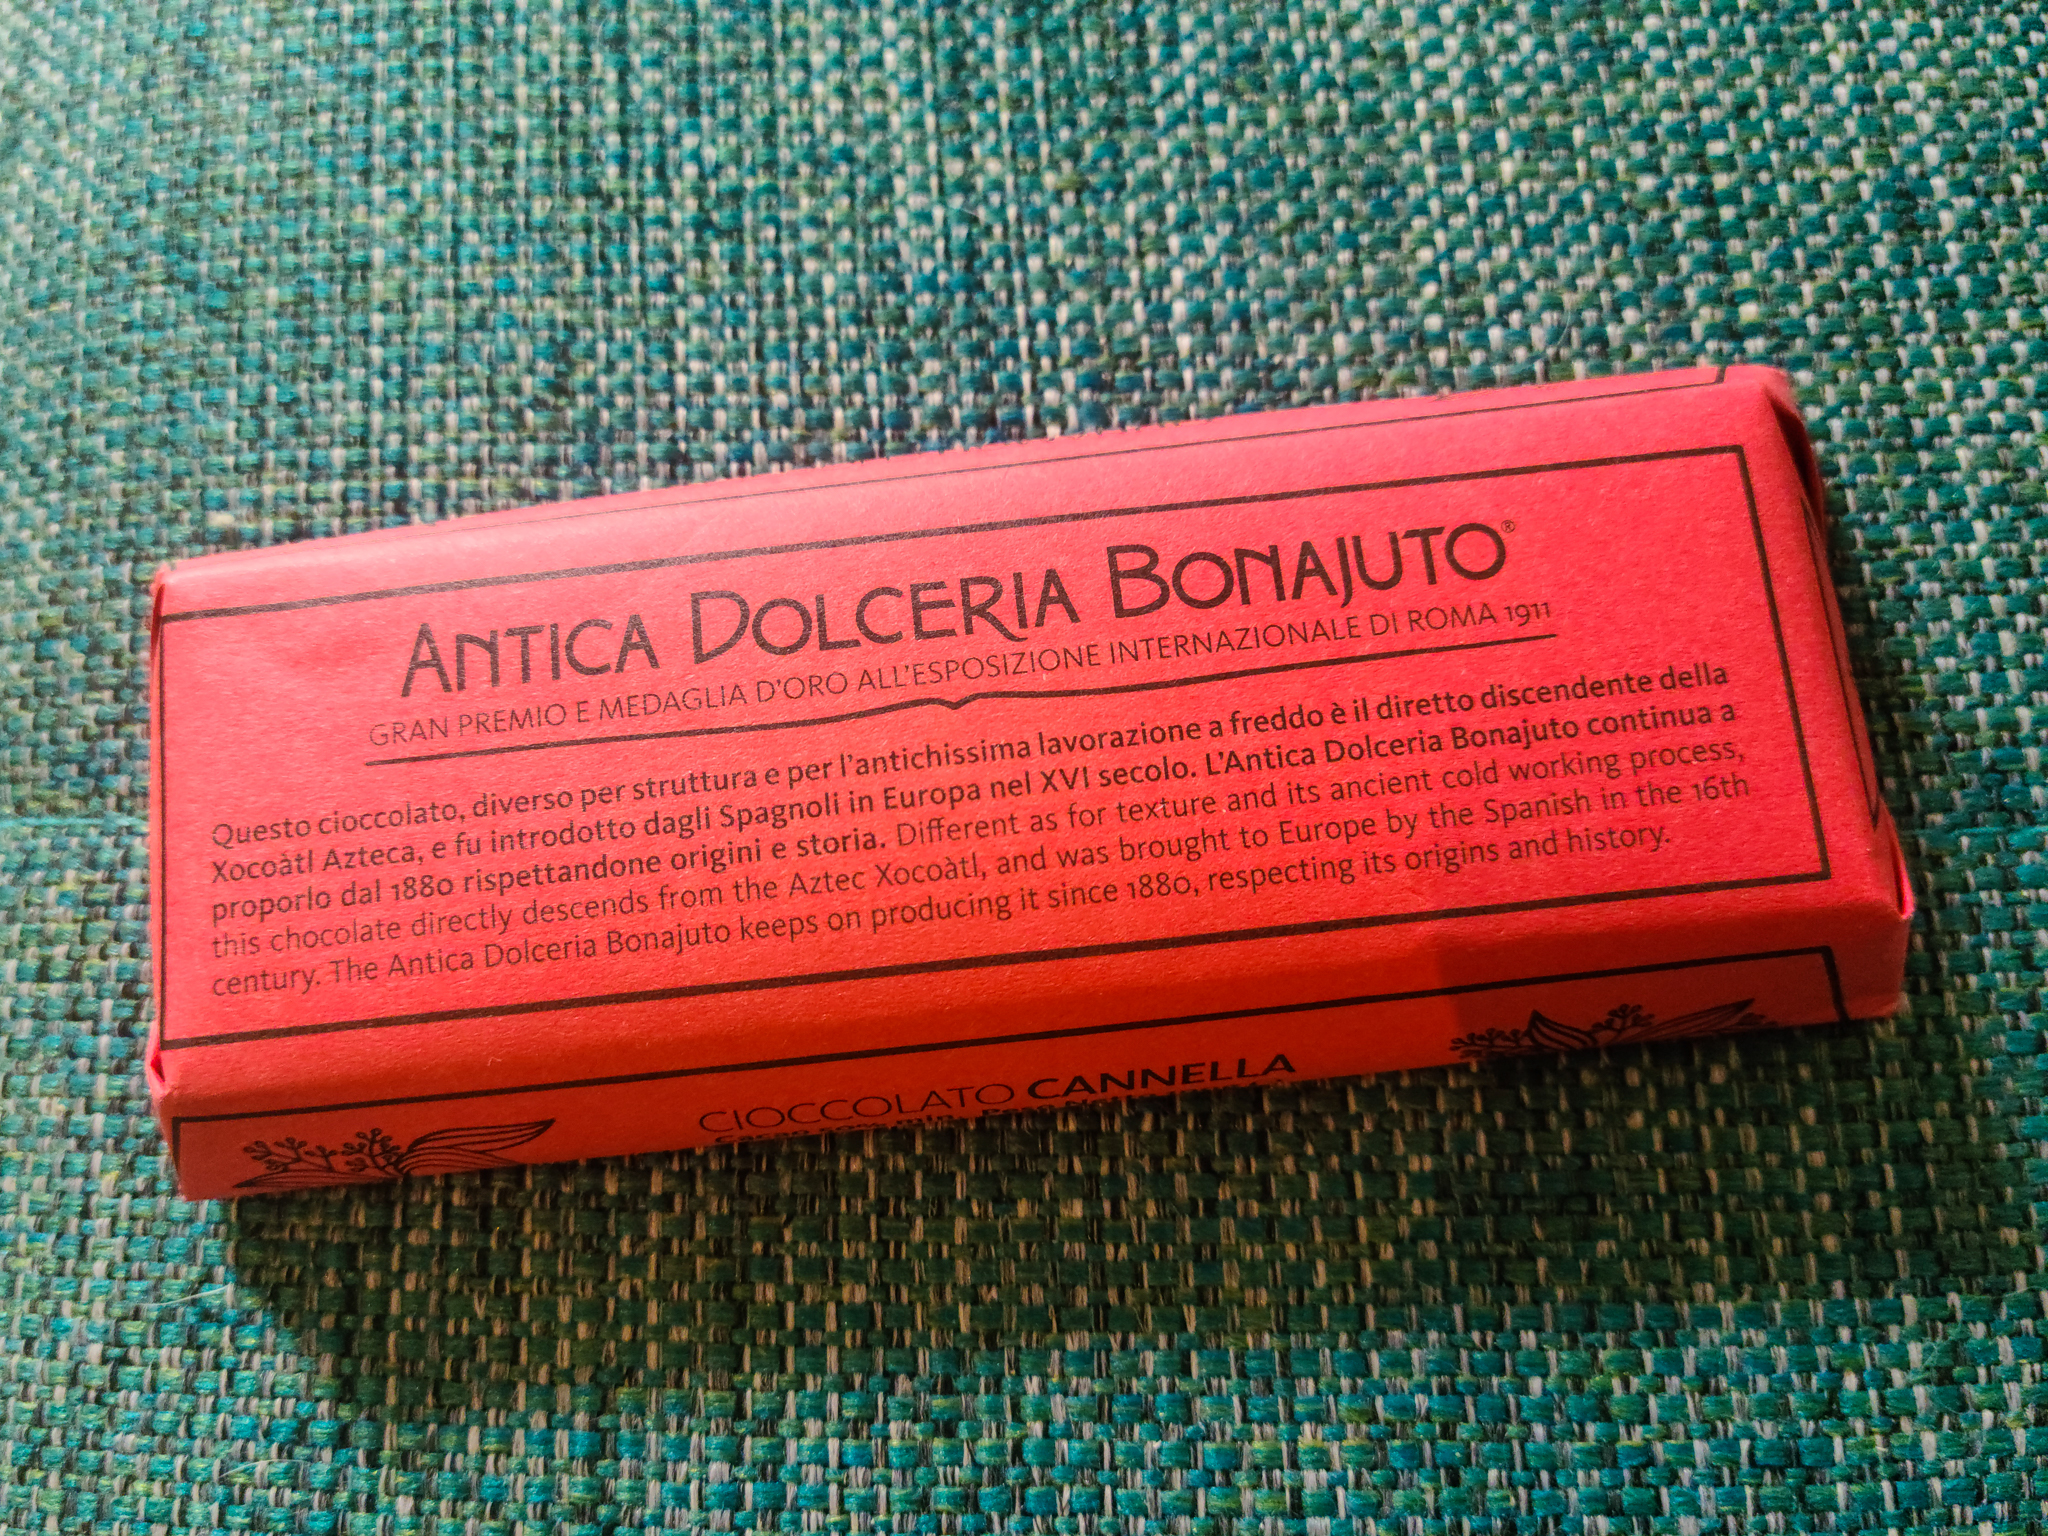 ANTICA DOLCERIA BONAJUTO®
GRAN PREMIO E MEDAGLIA D'ORO ALL'ESPOSIZIONE INTERNAZIONALE DI ROMA 1911
Questo cioccolato, diverso per struttura e per l'antichissima lavorazione a freddo è il diretto discendente della
Xocoàtl Azteca, e fu introdotto dagli Spagnoli in Europa nel XVI secolo. L'Antica Dolceria Bonajuto continua a
proporlo dal 1880 rispettandone origini e storia. Different as for texture and its ancient cold working process,
this chocolate directly descends from the Aztec Xocoàtl, and was brought to Europe by the Spanish in the 16th
century. The Antica Dolceria Bonajuto keeps on producing it since 1880, respecting its origins and history.
CIOCCOLATO CANNELLA